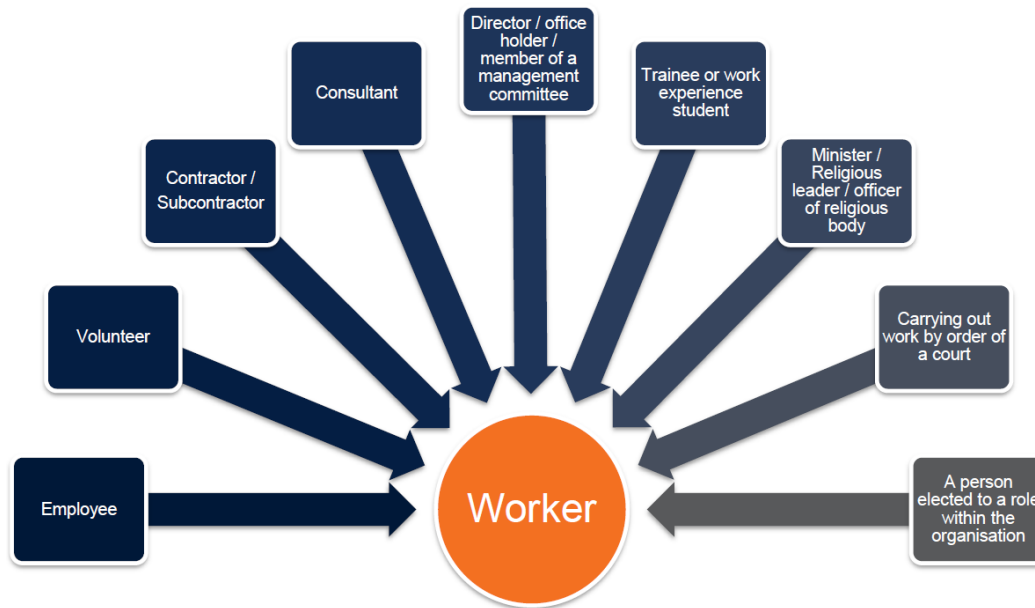 Director / office
holder /
member of a
management
committee
Consultant
Trainee or work
experience
student
Contractor /
Subcontractor
Minister /
Religious
leader / officer
of religious
body
Volunteer
Carrying out
work by order of
a court
Employee
Worker
A person
elected to a role
within the
organisation